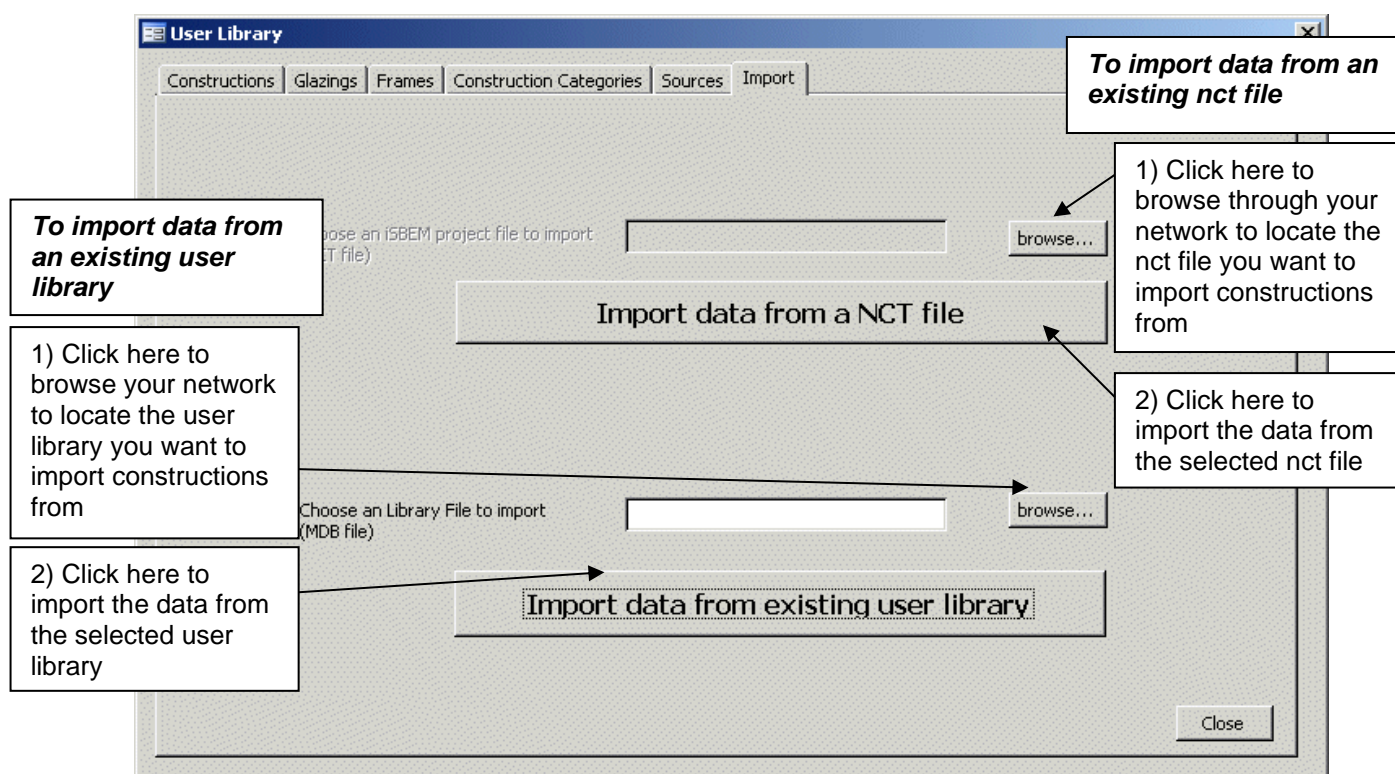 User Library
Constructions Glazings Frames Construction Categories Sources Import
To import data from an
existing nct file
1) Click here to
browse through your
network to locate the
nct file you want to
import constructions
from
To import data from
an existing user
library
an iSBEM project file to import
file)
browse...
Import data from a NCT file
1) Click here to
browse your network
to locate the user
library you want to
import constructions
from
2) Click here to
import the data from
the selected nct file
Choose an Library File to import
(MDB file)
browse...
2) Click here to
import the data from
the selected user
library
Import data from existing user library
Close